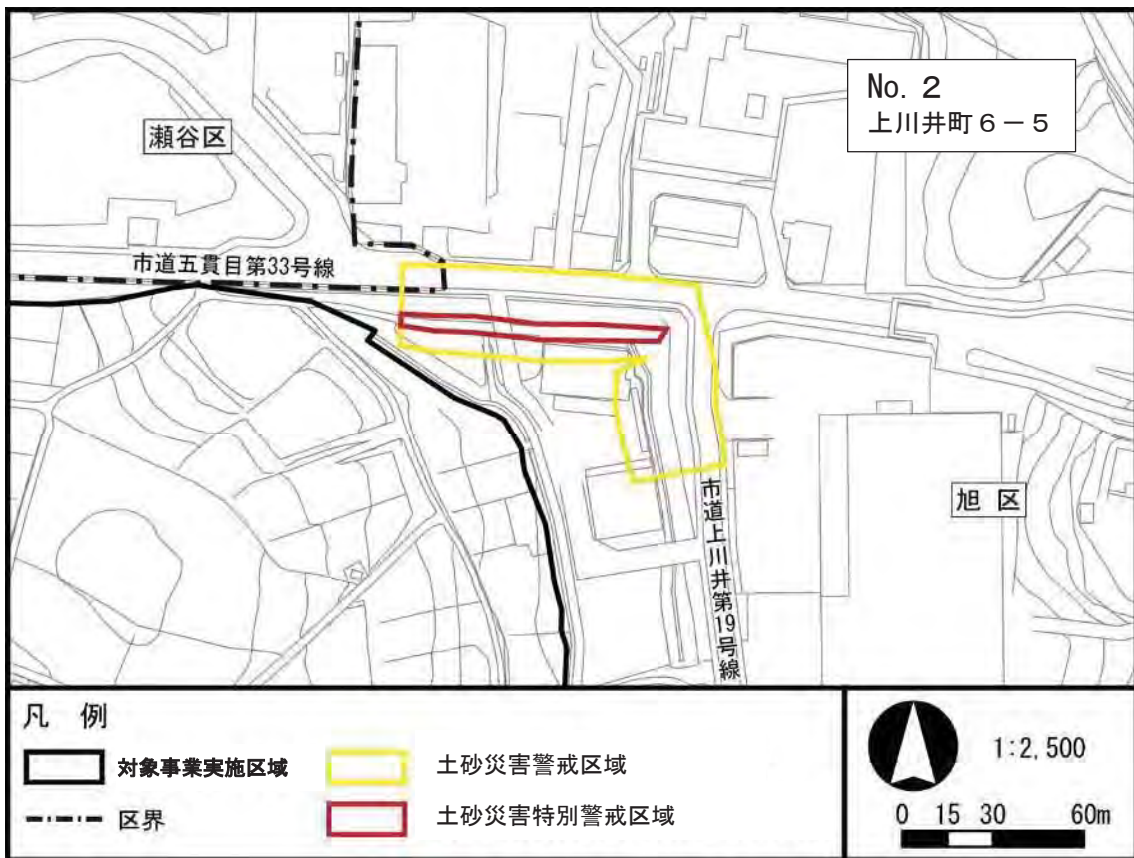 No. 2
上川井町6－5
瀬谷区
市道五貫目第33号線
旭区
市道上川井第19号線
凡 例
対象事業実施区域
土砂災害警戒区域
区界
土砂災害特別警戒区域
1:2,500
0 15 30 60m